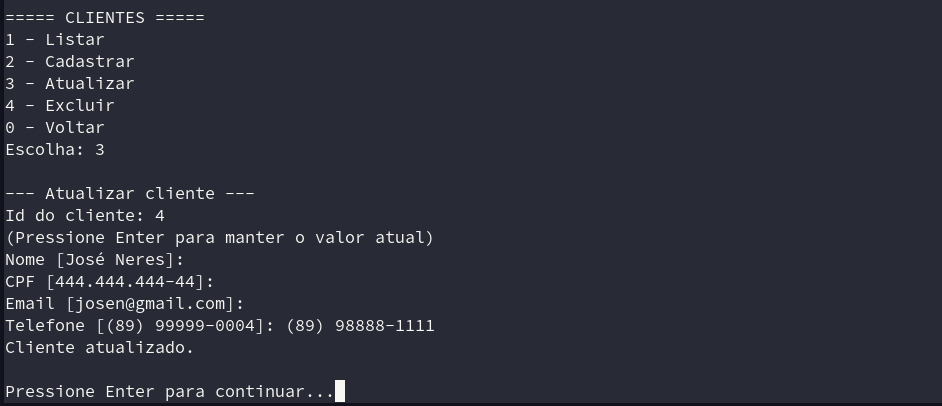 ===== CLIENTES =====
1 - Listar
2 - Cadastrar
3 - Atualizar
4 - Excluir
0 - Voltar
Escolha: 3
--- Atualizar cliente ---
Id do cliente: 4
(Pressione Enter para manter o valor atual)
Nome [José Neres]:
CPF [444.444.444-44]:
Email [josen@gmail.com]:
Telefone [(89) 99999-0004]: (89) 98888-1111
Cliente atualizado.
Pressione Enter para continuar...